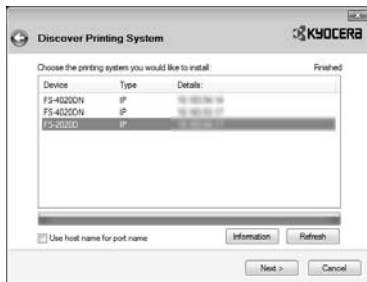 KYOCERA
Discover Printing System
Choose the printing system you would like to install:
Finished
Device Type Details:
FS-4020DN IP
FS-4020DN IP
FS-2020D IP
Use host name for port name
Information
Refresh
Next >
Cancel